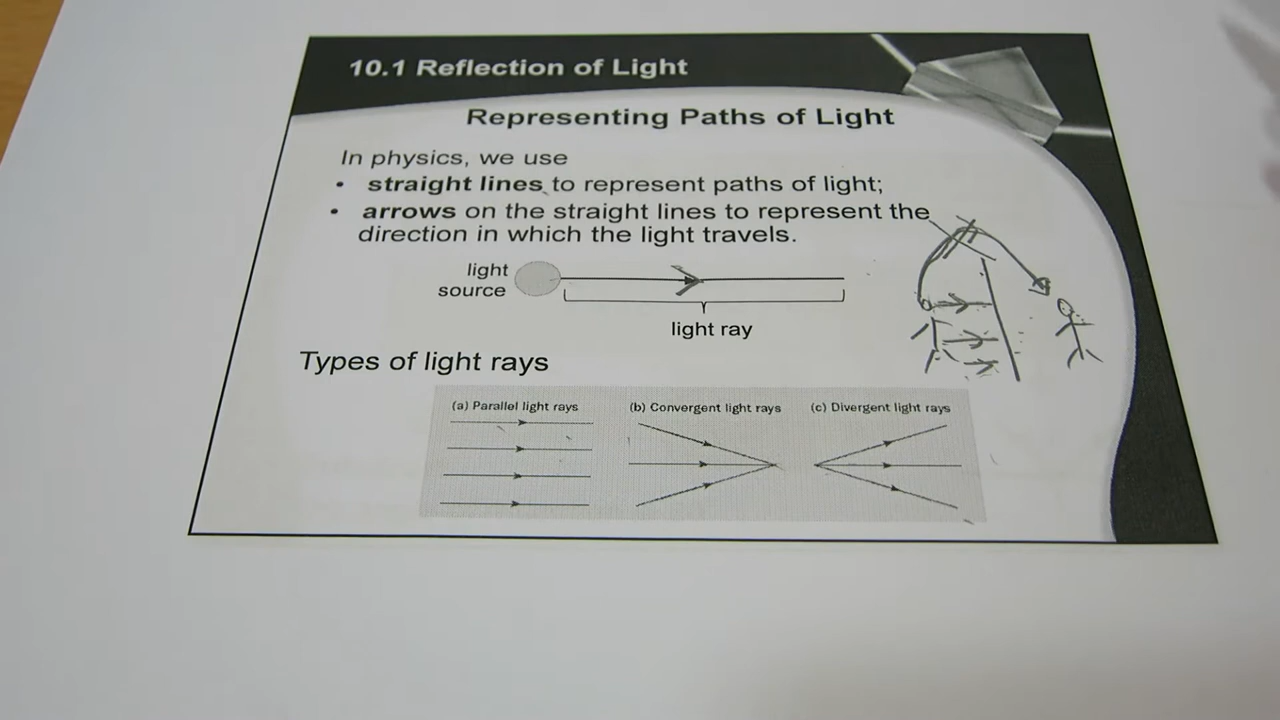 10.1 Reflection of Light
Representing Paths of Light
In physics, we use
• straight lines to represent paths of light;
• arrows on the straight lines to represent the
direction in which the light travels.
light
source
light ray
Types of light rays
(a) Parallel light rays
(b) Convergent light rays
(c) Divergent light rays